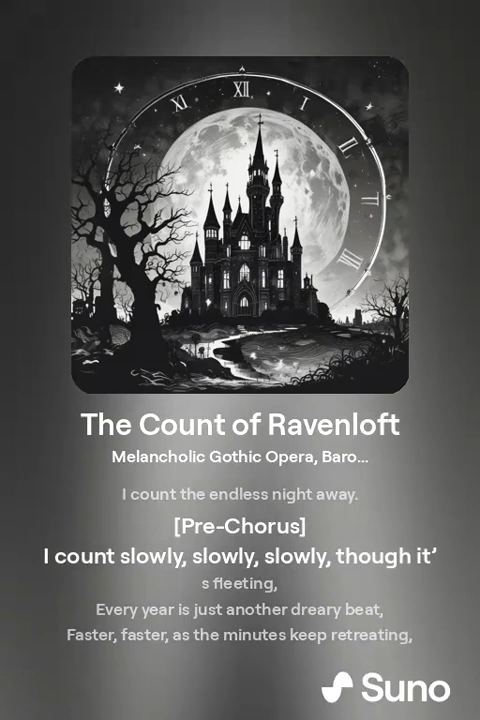 XI XII I II
The Count of Ravenloft
Melancholic Gothic Opera, Baro...
I count the endless night away.
[Pre-Chorus]
I count slowly, slowly, slowly, though it’
s fleeting,
Every year is just another dreary beat,
Faster, faster, as the minutes keep retreating,
Suno